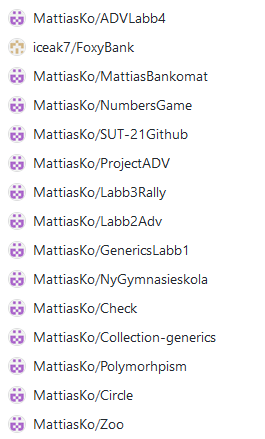 MattiasKo/ADVLabb4
iceak7/FoxyBank
MattiasKo/MattiasBankomat
MattiasKo/NumbersGame
MattiasKo/SUT-21Github
MattiasKo/ProjectADV
MattiasKo/Labb3Rally
MattiasKo/Labb2Adv
MattiasKo/GenericsLabb1
MattiasKo/NyGymnasieskola
MattiasKo/Check
MattiasKo/Collection-generics
MattiasKo/Polymorhpism
MattiasKo/Circle
MattiasKo/Zoo